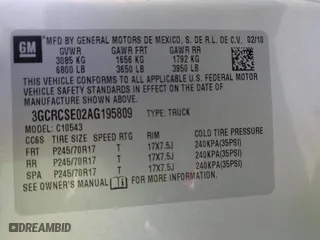 GM
MFD BY GENERAL MOTORS DE MEXICO, S. DE R.L. DE C.V. 02/10
GVWR GAWR FRT GAWR RR
3085 KG 1656 KG 1792 KG
6800 LB 3650 LB 3950 LB
THIS VEHICLE CONFORMS TO ALL APPLICABLE U.S. FEDERAL MOTOR
VEHICLE SAFETY STANDARDS IN EFFECT ON THE DATE OF
MANUFACTURE SHOWN ABOVE.
3GCRCSE02AG195809 TYPE: TRUCK
C10543
CC6S TIRE SIZE SPEED RTG RIM COLD TIRE PRESSURE
FRT P245/70R17 T 17X7.5J 240KPA(35PSI)
RR P245/70R17 T 17X7.5J 240KPA(35PSI)
SPA P245/70R17 T 17X7.5J 240KPA(35PSI)
SEE OWNER'S MANUAL FOR MORE INFORMATION.